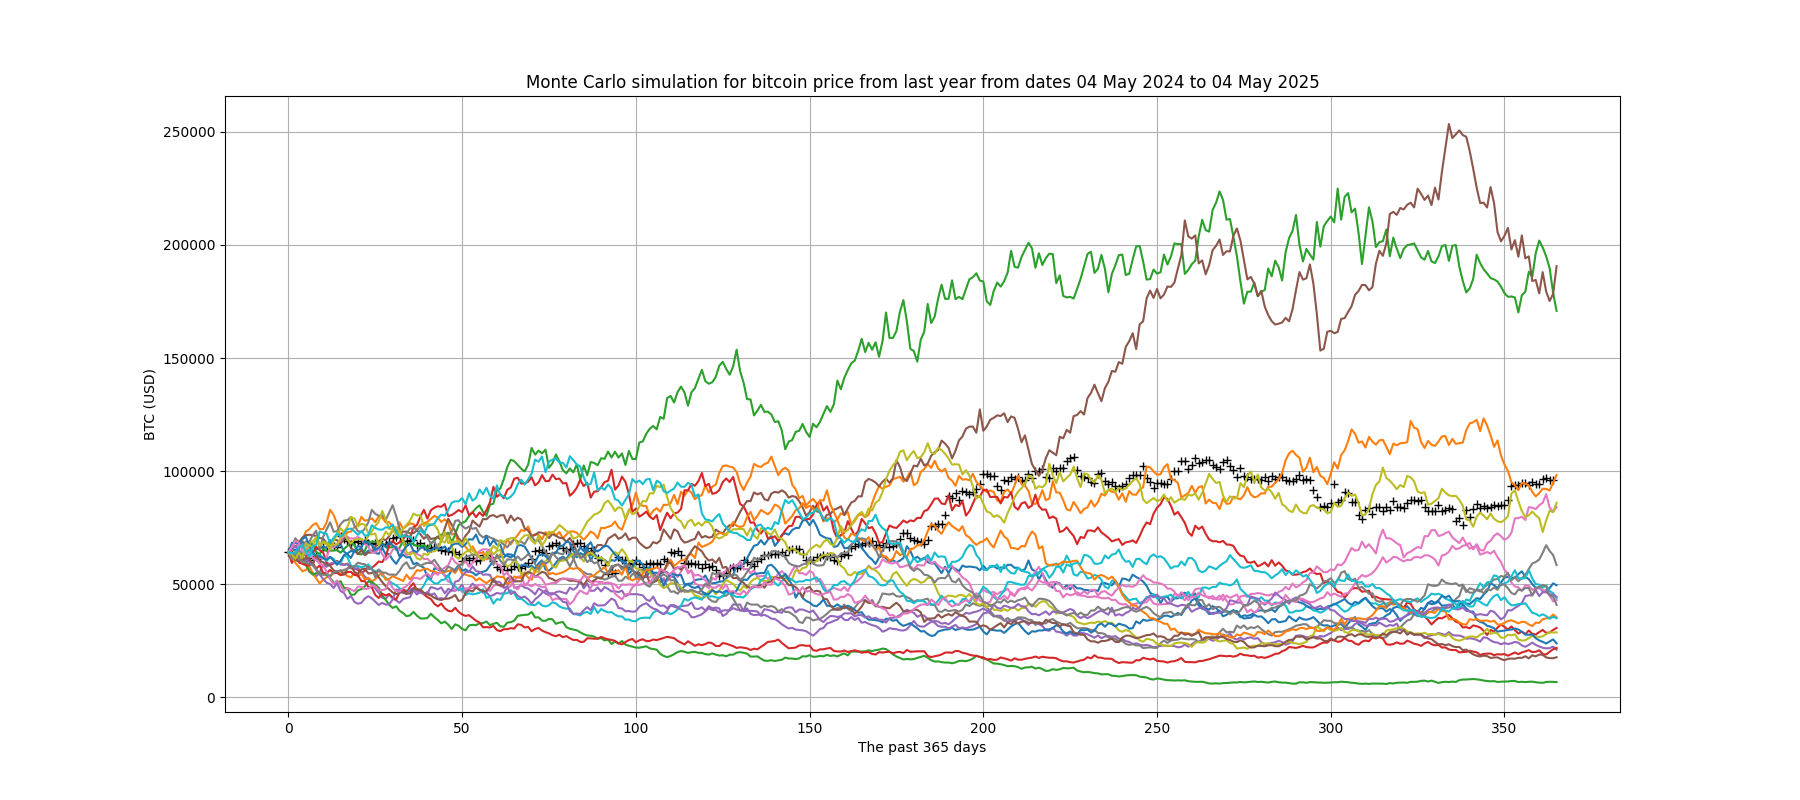 Monte Carlo simulation for bitcoin price from last year from dates 04 May 2024 to 04 May 2025
BTC (USD)
250000
200000
150000
100000
50000
0
0 50 100 150 200 250 300 350
The past 365 days